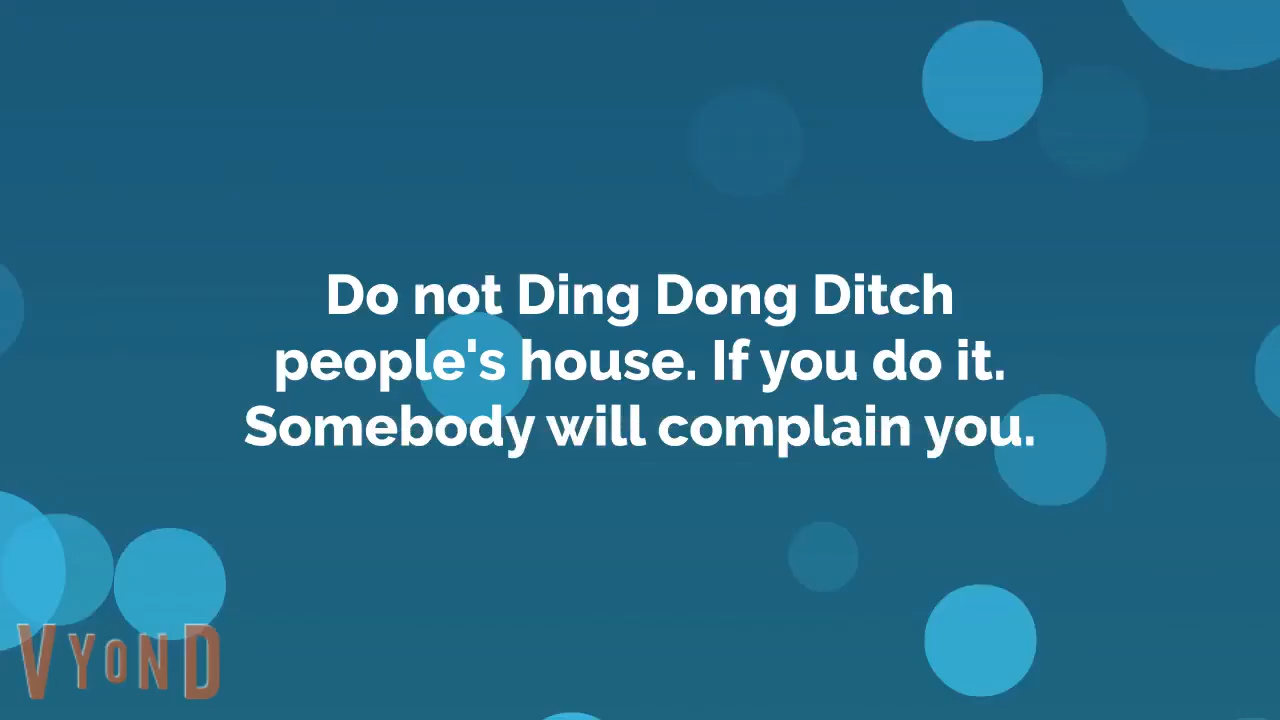 Do not Ding Dong Ditch
people's house. If you do it.
Somebody will complain you.
VYOND